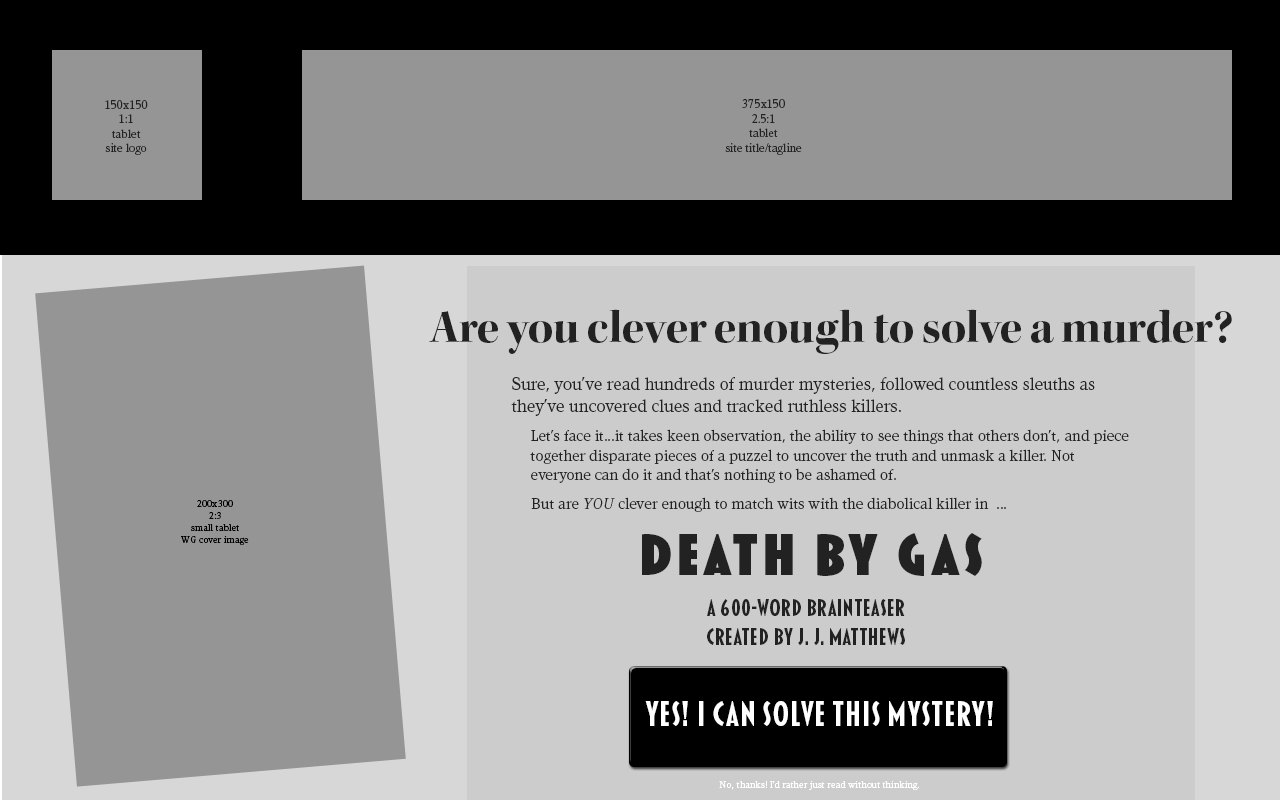 150x150
1:1
tablet
site logo
375x150
2.5:1
tablet
site title/tagline
Are you clever enough to solve a murder?
Sure, you've read hundreds of murder mysteries, followed countless sleuths as
they've uncovered clues and tracked ruthless killers.
Let's face it...it takes keen observation, the ability to see things that others don't, and piece
together disparate pieces of a puzzel to uncover the truth and unmask a killer. Not
everyone can do it and that's nothing to be ashamed of.
But are YOU clever enough to match wits with the diabolical killer in ...
200x300
2:3
small tablet
WG cover image
DEATH BY GAS
A 600-WORD BRAINTEASER
CREATED BY J. J. MATTHEWS
YES! I CAN SOLVE THIS MYSTERY!
No, thanks! I'd rather just read without thinking.